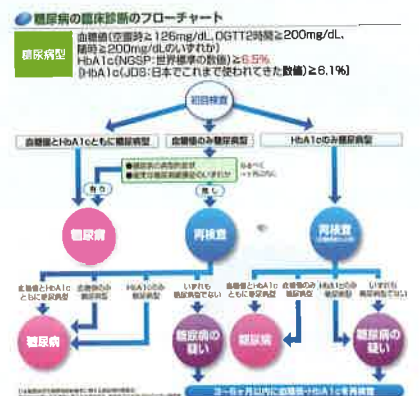 糖尿病の臨床診断のフローチャート
糖尿病型
血糖値(空腹時≧126mg/dL、OGTT2時間≧200mg/dL、
随時≧200mg/dLのいずれか)
HbA1c(NGSP:世界標準の数値)≧6.5%
[HbA1c(JDS:日本でこれまで使われてきた数値)≧6.1%]
初回検査
血糖値とHbA1cともに糖尿病型
血糖値のみ糖尿病型
HbA1cのみ糖尿病型
●糖尿病の典型的症状
有り
無し
なるべく
一ヶ月以内に
糖尿病
再検査
再検査
血糖値とHbA1c
ともに糖尿病型
血糖値のみ
糖尿病型
HbA1cのみ
糖尿病型
いずれも
糖尿病型でない
血糖値とHbA1c
ともに糖尿病型
血糖値のみ
糖尿病型
HbA1cのみ
糖尿病型
いずれも
糖尿病型でない
糖尿病
糖尿病の
疑い
糖尿病
糖尿病の
疑い
3~6ヶ月以内に血糖値・HbA1cを再検査